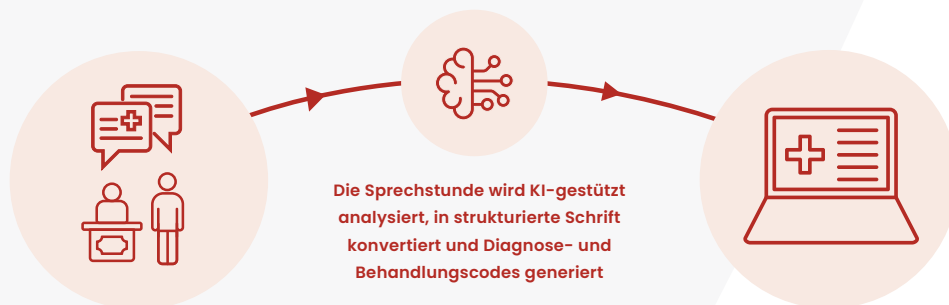 Die Sprechstunde wird KI-gestützt
analysiert, in strukturierte Schrift
konvertiert und Diagnose- und
Behandlungscodes generiert